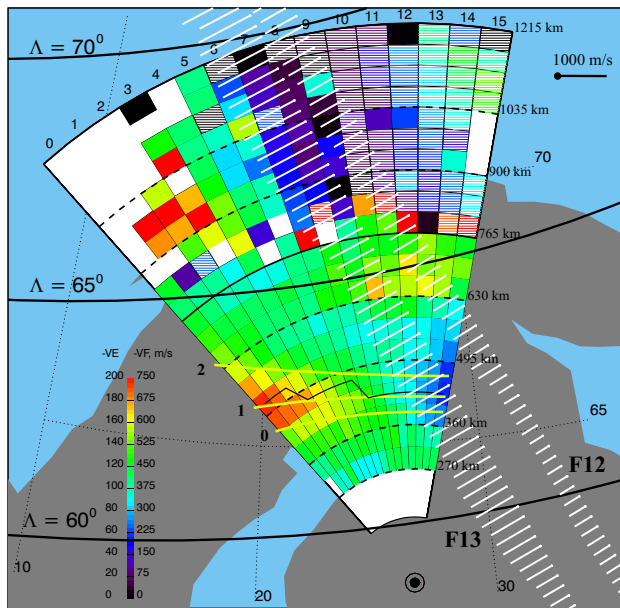 0 1 2 3 4 5 6 7 8 9 10 11 12 13 14 15
1215 km
Λ = 70⁰
1000 m/s
1035 km
70
900 km
765 km
Λ = 65⁰
630 km
-VE -VF, m/s
495 km
2
200 750
180 675
1
160 600
65
140 525
0
360 km
120 450
100 375
F12
80 300
270 km
60 225
Λ = 60⁰
40 150
F13
20 75
10
0 0
20
30